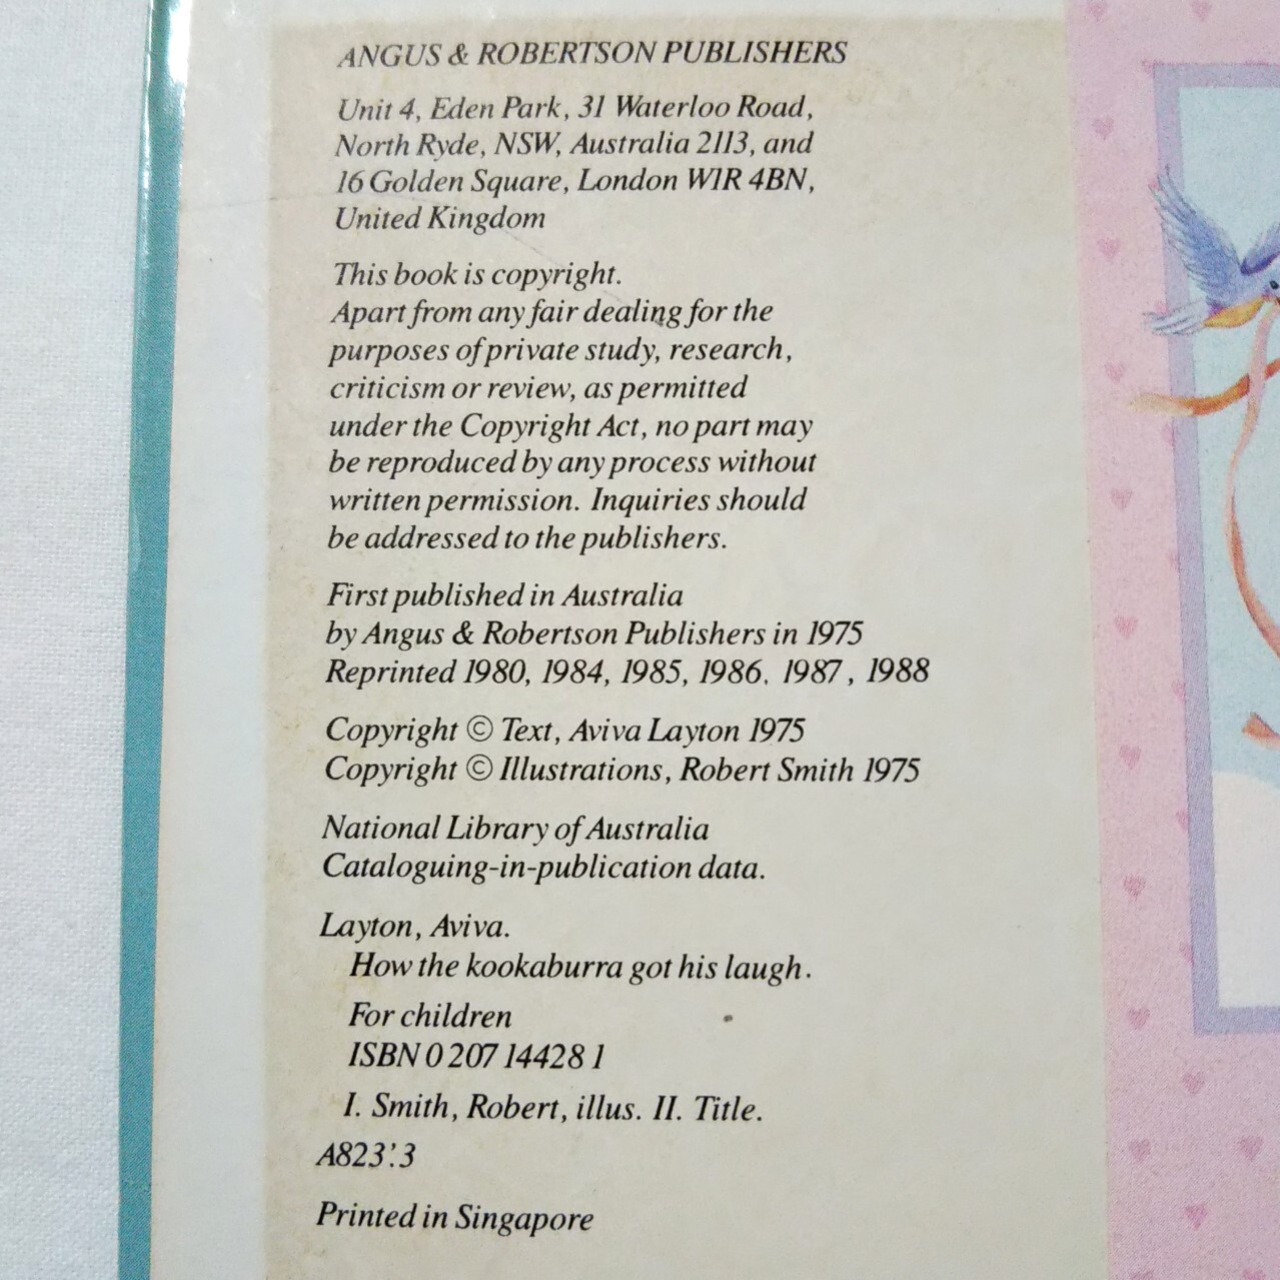 ANGUS & ROBERTSON PUBLISHERS
Unit 4, Eden Park, 31 Waterloo Road,
North Ryde, NSW, Australia 2113, and
16 Golden Square, London W1R 4BN,
United Kingdom
This book is copyright.
Apart from any fair dealing for the
purposes of private study, research,
criticism or review, as permitted
under the Copyright Act, no part may
be reproduced by any process without
written permission. Inquiries should
be addressed to the publishers.
First published in Australia
by Angus & Robertson Publishers in 1975
Reprinted 1980, 1984, 1985, 1986. 1987, 1988
Copyright © Text, Aviva Layton 1975
Copyright © Illustrations, Robert Smith 1975
National Library of Australia
Cataloguing-in-publication data.
Layton, Aviva.
How the kookaburra got his laugh.
For children
ISBN 0 207 14428 1
I. Smith, Robert, illus. II. Title.
A823'.3
Printed in Singapore